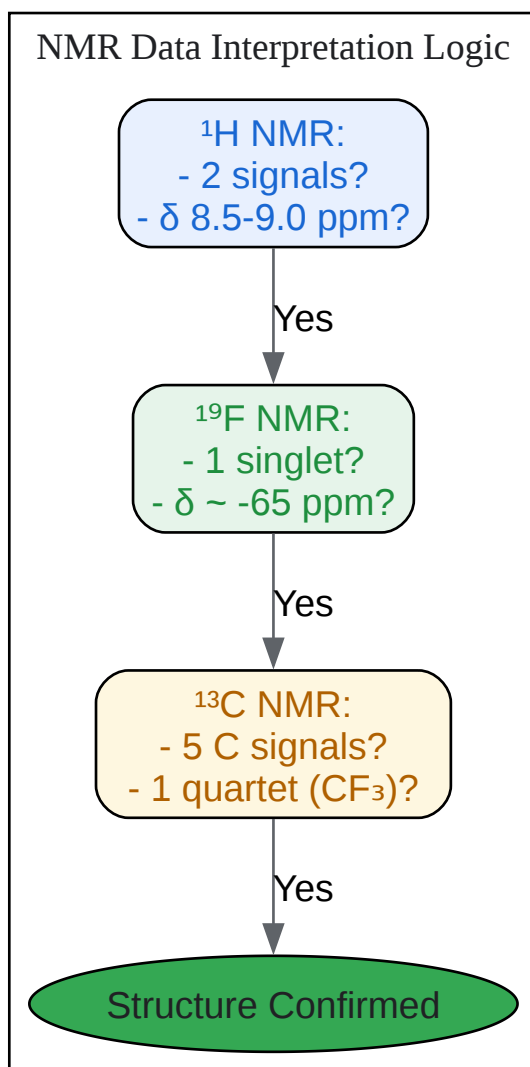 NMR Data Interpretation Logic
¹H NMR:
- 2 signals?
- δ 8.5-9.0 ppm?
Yes
¹⁹F NMR:
- 1 singlet?
- δ ~ -65 ppm?
Yes
¹³C NMR:
- 5 C signals?
- 1 quartet (CF₃)?
Yes
Structure Confirmed